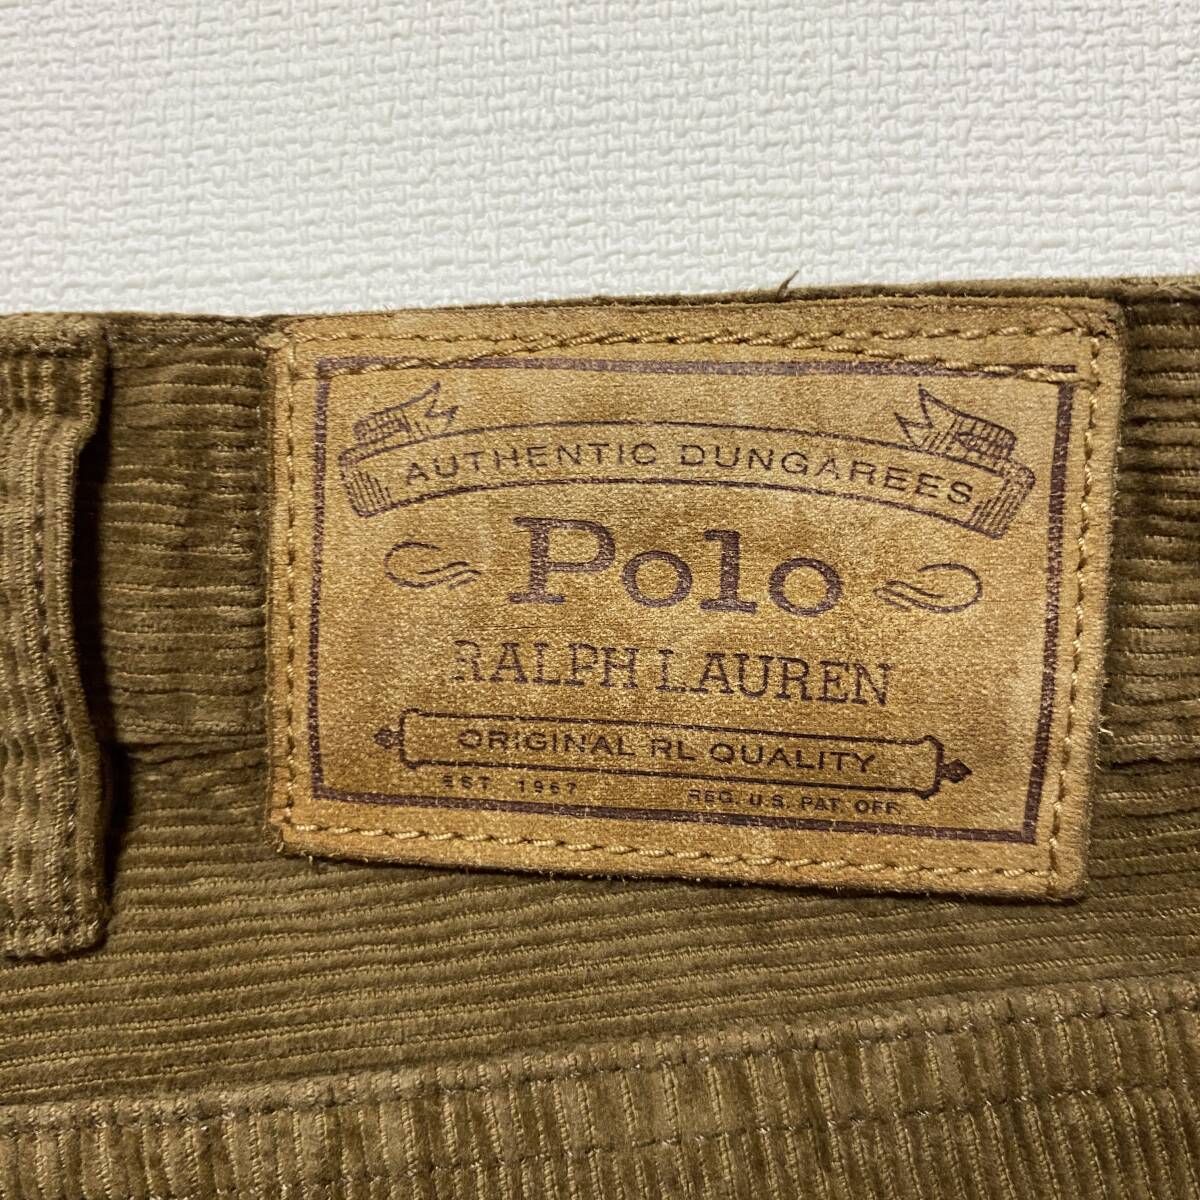 AUTHENTIC DUNGAREES
Polo
RALPH LAUREN
ORIGINAL RL QUALITY
EST. 1967 REG. U.S. PAT. OFF.